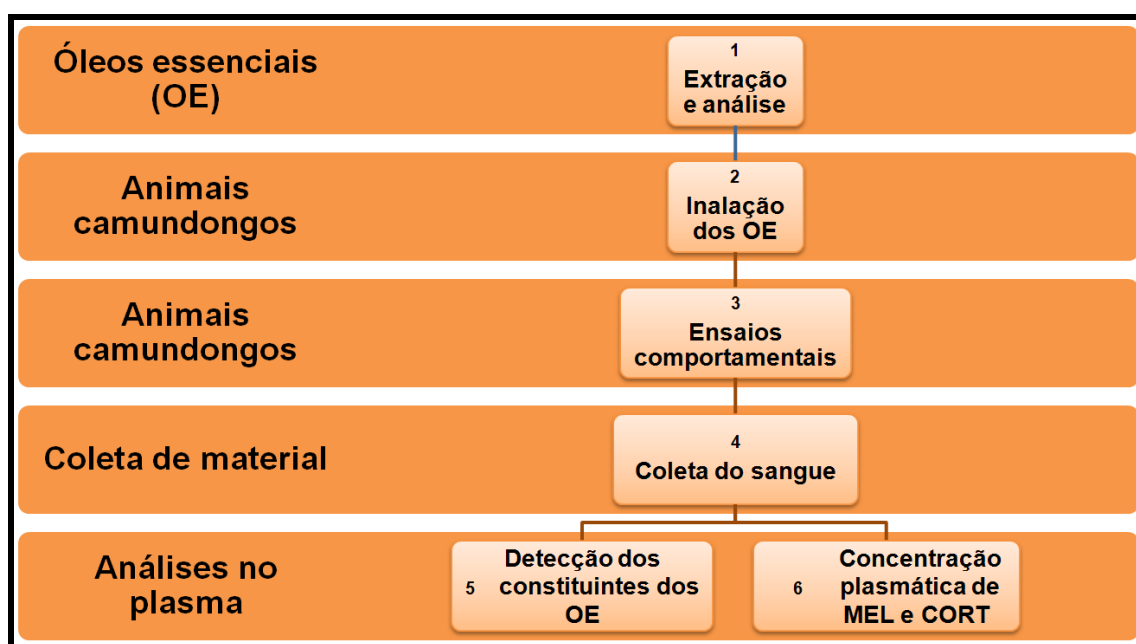 Óleos essenciais
(OE)
1
Extração
e análise
Animais
camundongos
2
Inalação
dos OE
Animais
camundongos
3
Ensaios
comportamentais
Coleta de material
4
Coleta do sangue
Análises no
plasma
5
Detecção dos
constituintes dos
OE
6
Concentração
plasmática de
MEL e CORT